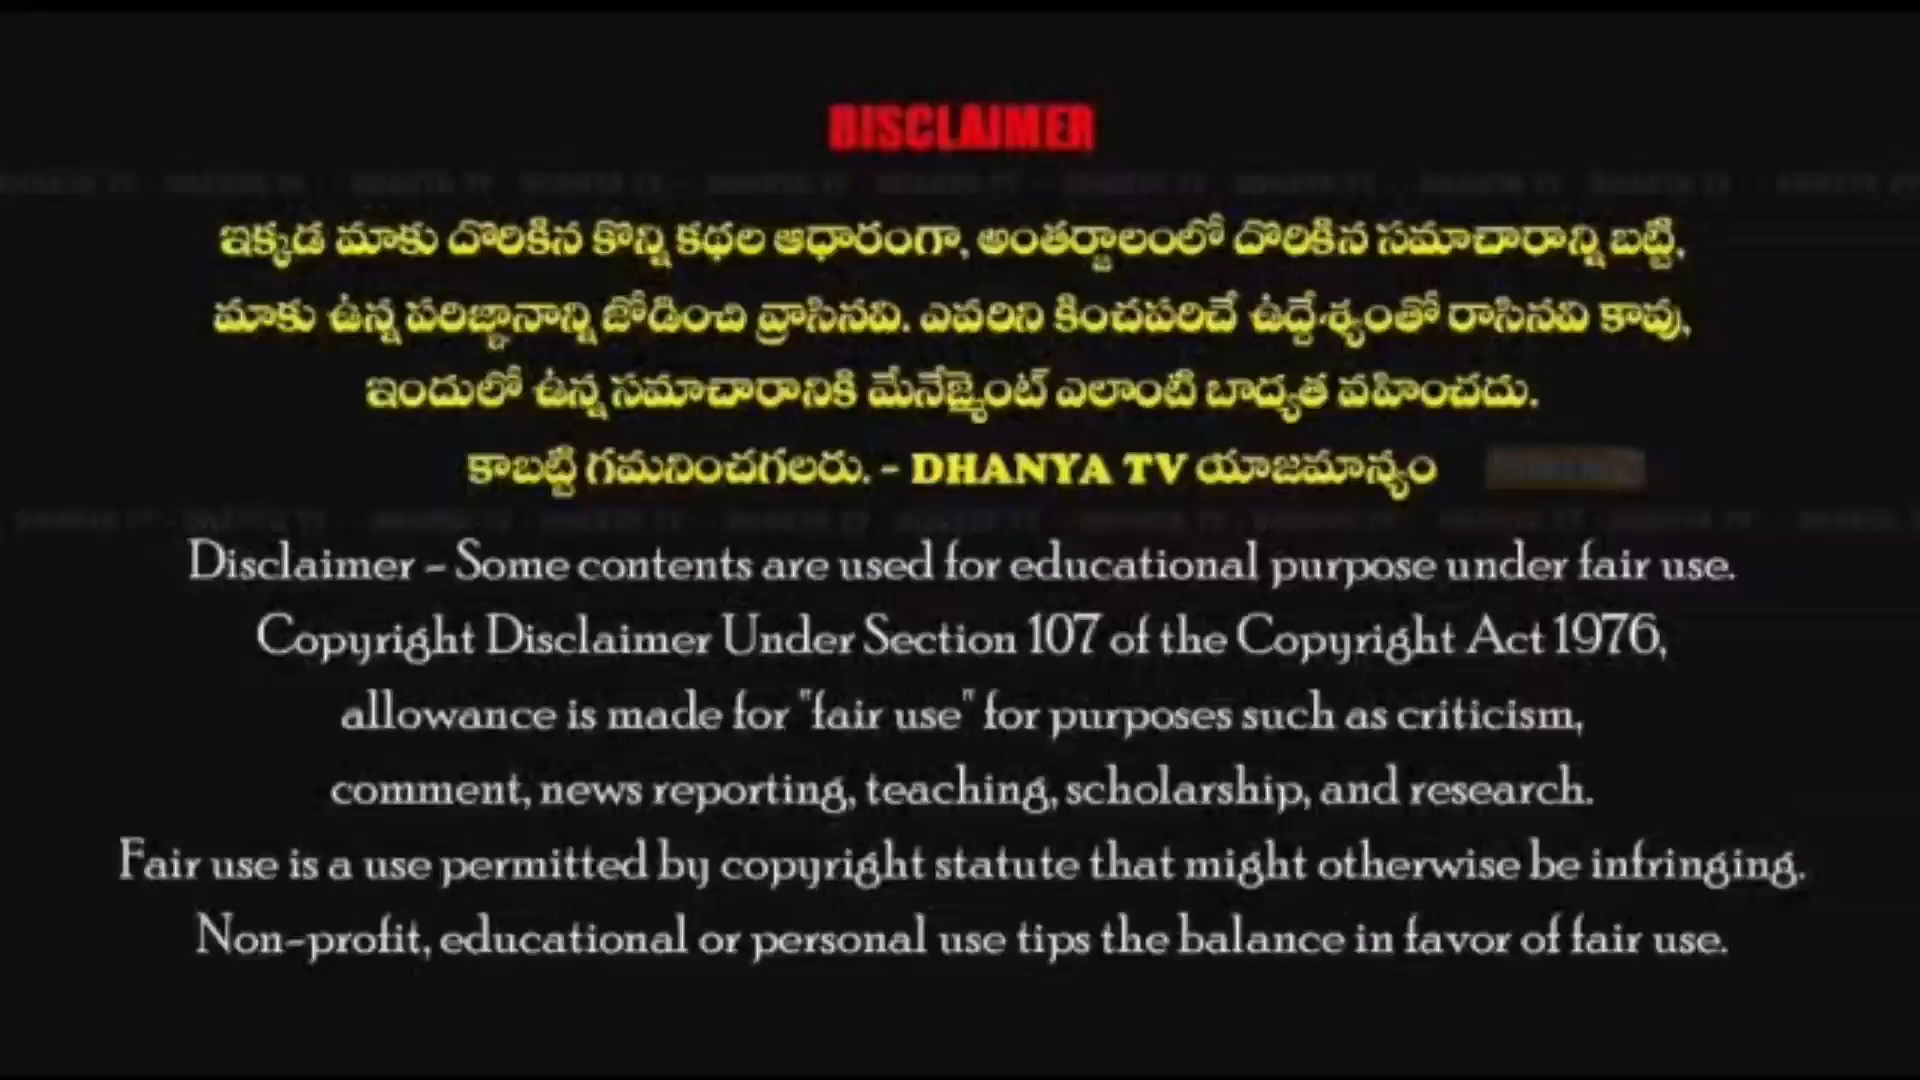 DISCLAIMER
ఇక్కడ మాకు దొరికిన కొన్ని కథల ఆధారంగా, అంతర్జాలంలో దొరికిన సమాచారాన్ని బట్టి,
మాకు ఉన్న పరిజ్ఞానాన్ని జోడించి వ్రాసినవి. ఎవరిని కించపరిచే ఉద్దేశ్యంతో రాసినవి కావు,
ఇందులో ఉన్న సమాచారానికి మేనేజ్మెంట్ ఎలాంటి బాద్యత వహించదు.
కాబట్టి గమనించగలరు. - DHANYA TV యాజమాన్యం
Disclaimer - Some contents are used for educational purpose under fair use.
Copyright Disclaimer Under Section 107 of the Copyright Act 1976,
allowance is made for "fair use" for purposes such as criticism,
comment, news reporting, teaching, scholarship, and research.
Fair use is a use permitted by copyright statute that might otherwise be infringing.
Non-profit, educational or personal use tips the balance in favor of fair use.